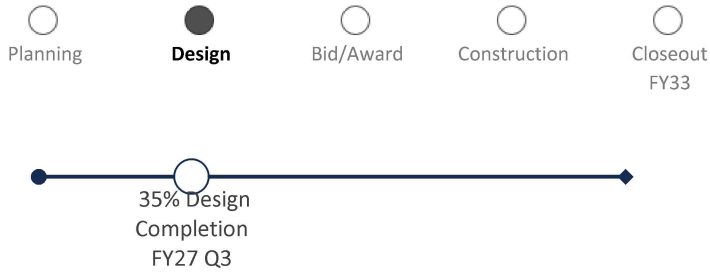 Planning
Design
Bid/Award
Construction
Closeout
FY33
35% Design
Completion
FY27 Q3